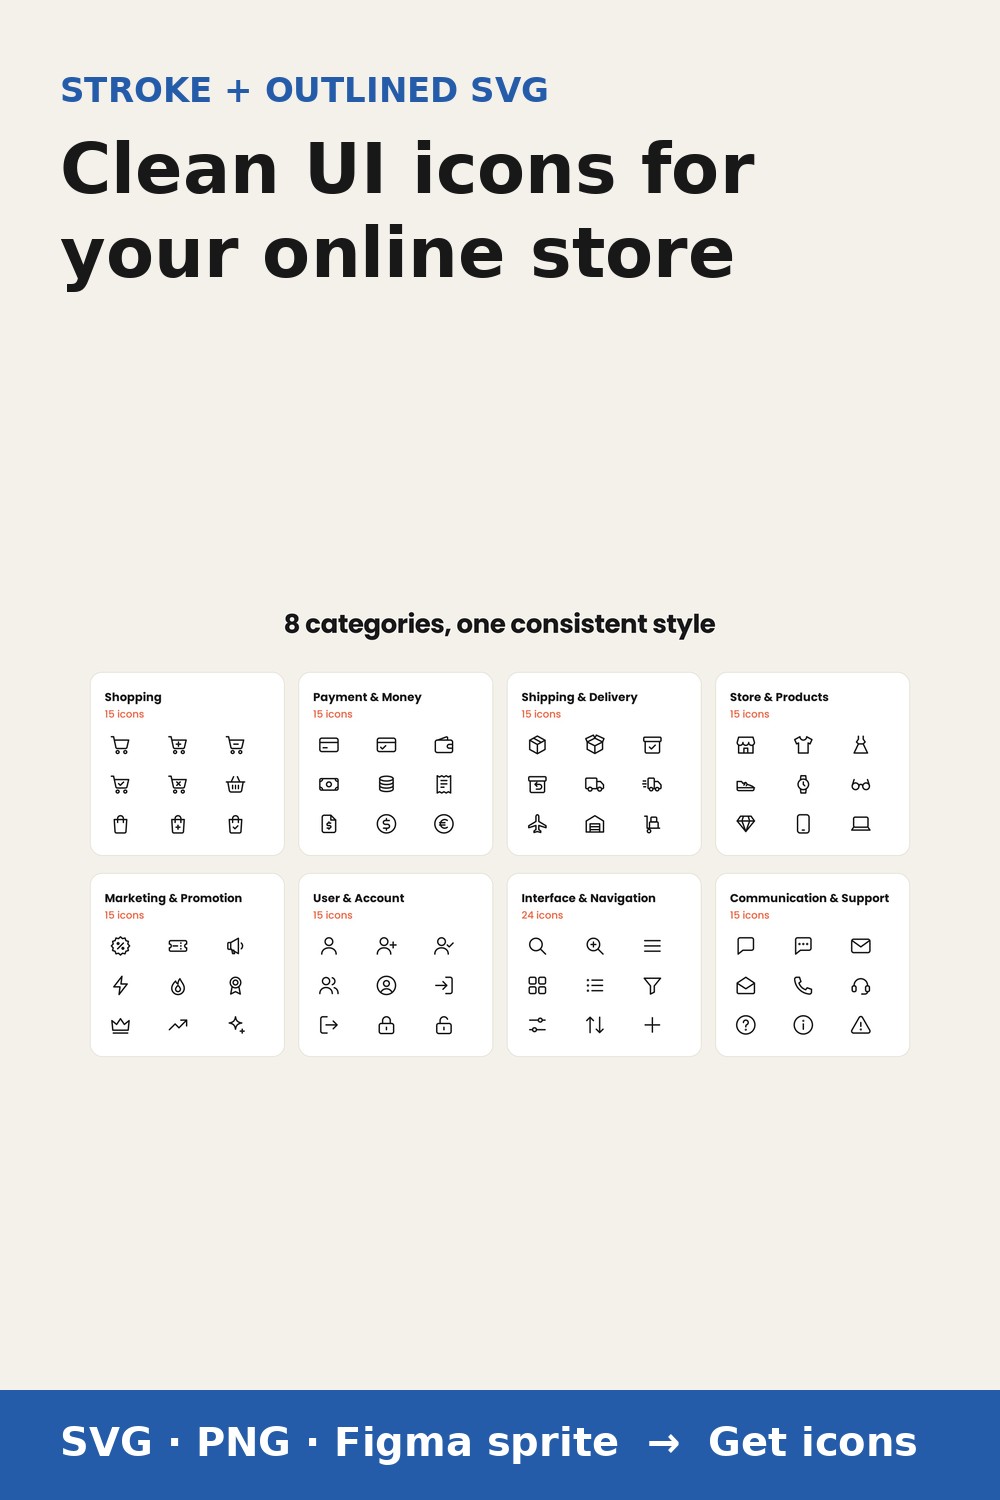 STROKE + OUTLINED SVG
Clean UI icons for
your online store
8 categories, one consistent style
Shopping
15 icons
Payment & Money
15 icons
Shipping & Delivery
15 icons
Store & Products
15 icons
Marketing & Promotion
15 icons
User & Account
15 icons
Interface & Navigation
24 icons
Communication & Support
15 icons
SVG · PNG · Figma sprite → Get icons